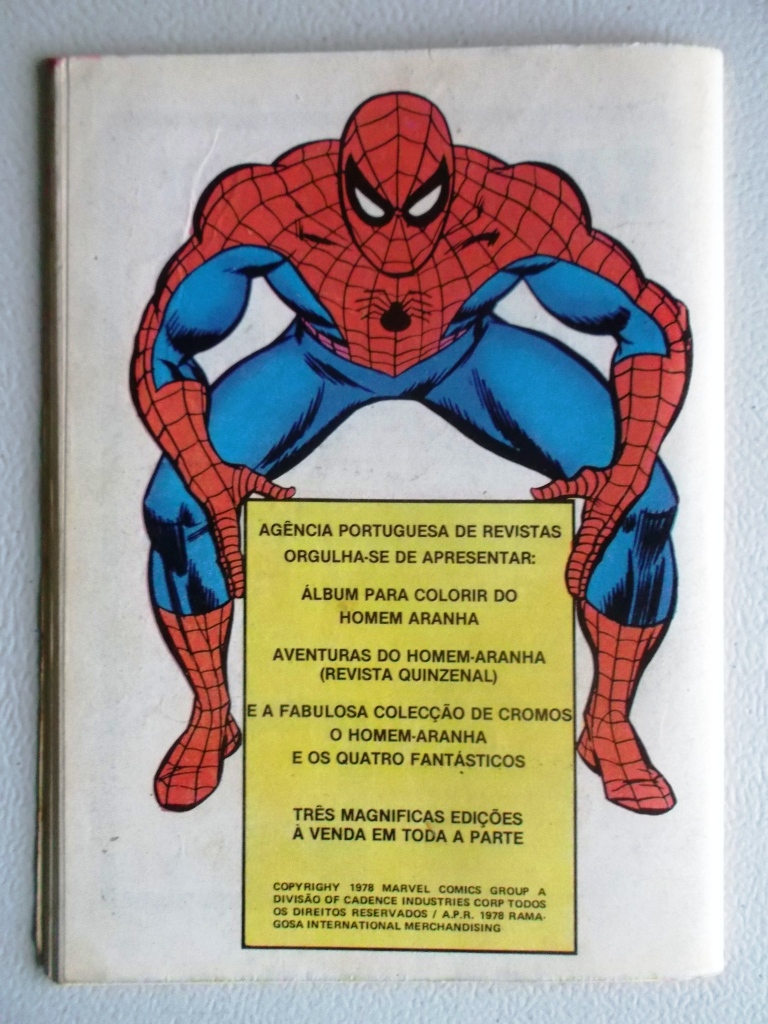 AGÊNCIA PORTUGUESA DE REVISTAS
ORGULHA-SE DE APRESENTAR:
ÁLBUM PARA COLORIR DO
HOMEM ARANHA
AVENTURAS DO HOMEM-ARANHA
(REVISTA QUINZENAL)
E A FABULOSA COLECÇÃO DE CROMOS
O HOMEM-ARANHA
E OS QUATRO FANTÁSTICOS
TRÊS MAGNIFICAS EDIÇÕES
À VENDA EM TODA A PARTE
COPYRIGHY 1978 MARVEL COMICS GROUP A
DIVISÃO OF CADENCE INDUSTRIES CORP TODOS
OS DIREITOS RESERVADOS / A.P.R. 1978 RAMA-
GOSA INTERNATIONAL MERCHANDISING